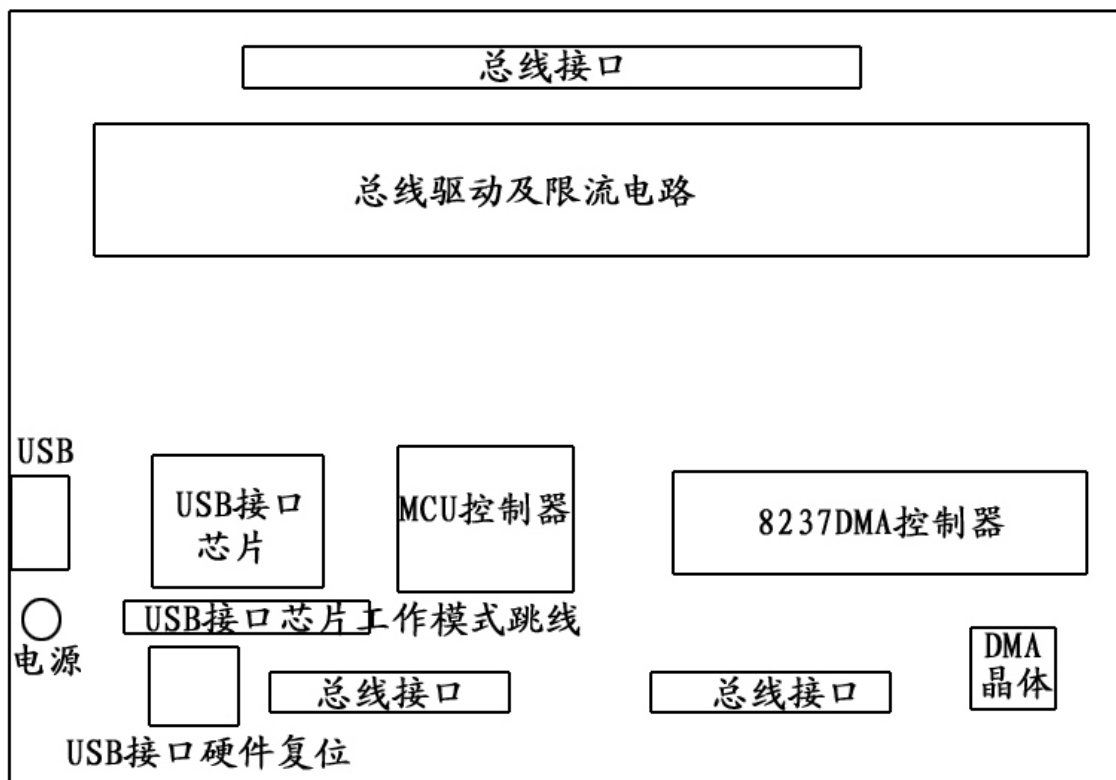 总线接口
总线驱动及限流电路
USB
USB接口
芯片
MCU控制器
8237DMA控制器
USB接口芯片工作模式跳线
电源
DMA
晶体
总线接口
总线接口
USB接口硬件复位